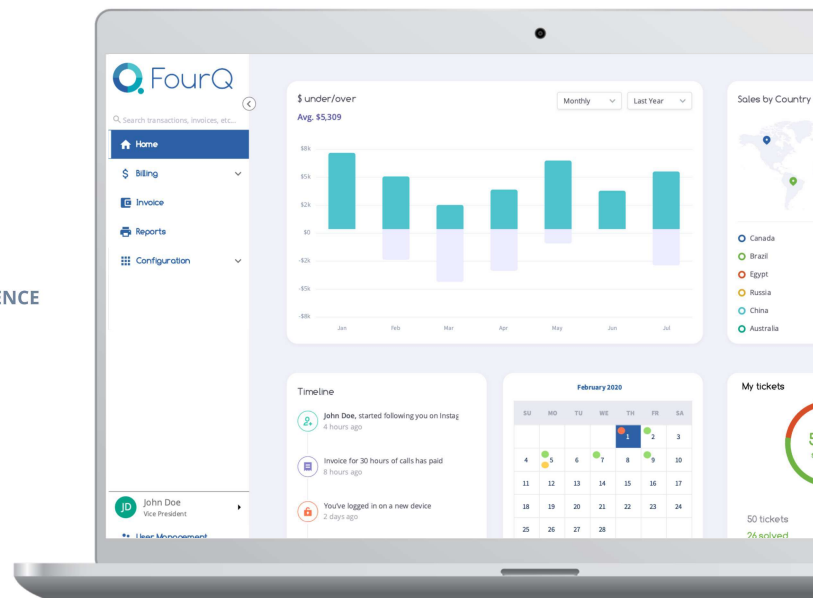 ENCE
FourQ
Search transactions, invoices, etc...
Home
Billing
Invoice
Reports
Configuration
JD
John Doe
Vice President
User Management
$ under/over
Avg. $5,309
Monthly
Last Year
$8k
$5k
$2k
$0
-$2k
-$5k
-$8k
Jan Feb Mar Apr May Jun Jul
Sales by Country
Canada
Brazil
Egypt
Russia
China
Australia
Timeline
John Doe, started following you on Instag
4 hours ago
Invoice for 30 hours of calls has paid
8 hours ago
You've logged in on a new device
2 days ago
February 2020
SU MO TU WE TH FR SA
1 2 3
4 5 6 7 8 9 10
11 12 13 14 15 16 17
18 19 20 21 22 23 24
25 26 27 28
My tickets
50 tickets
26 solved